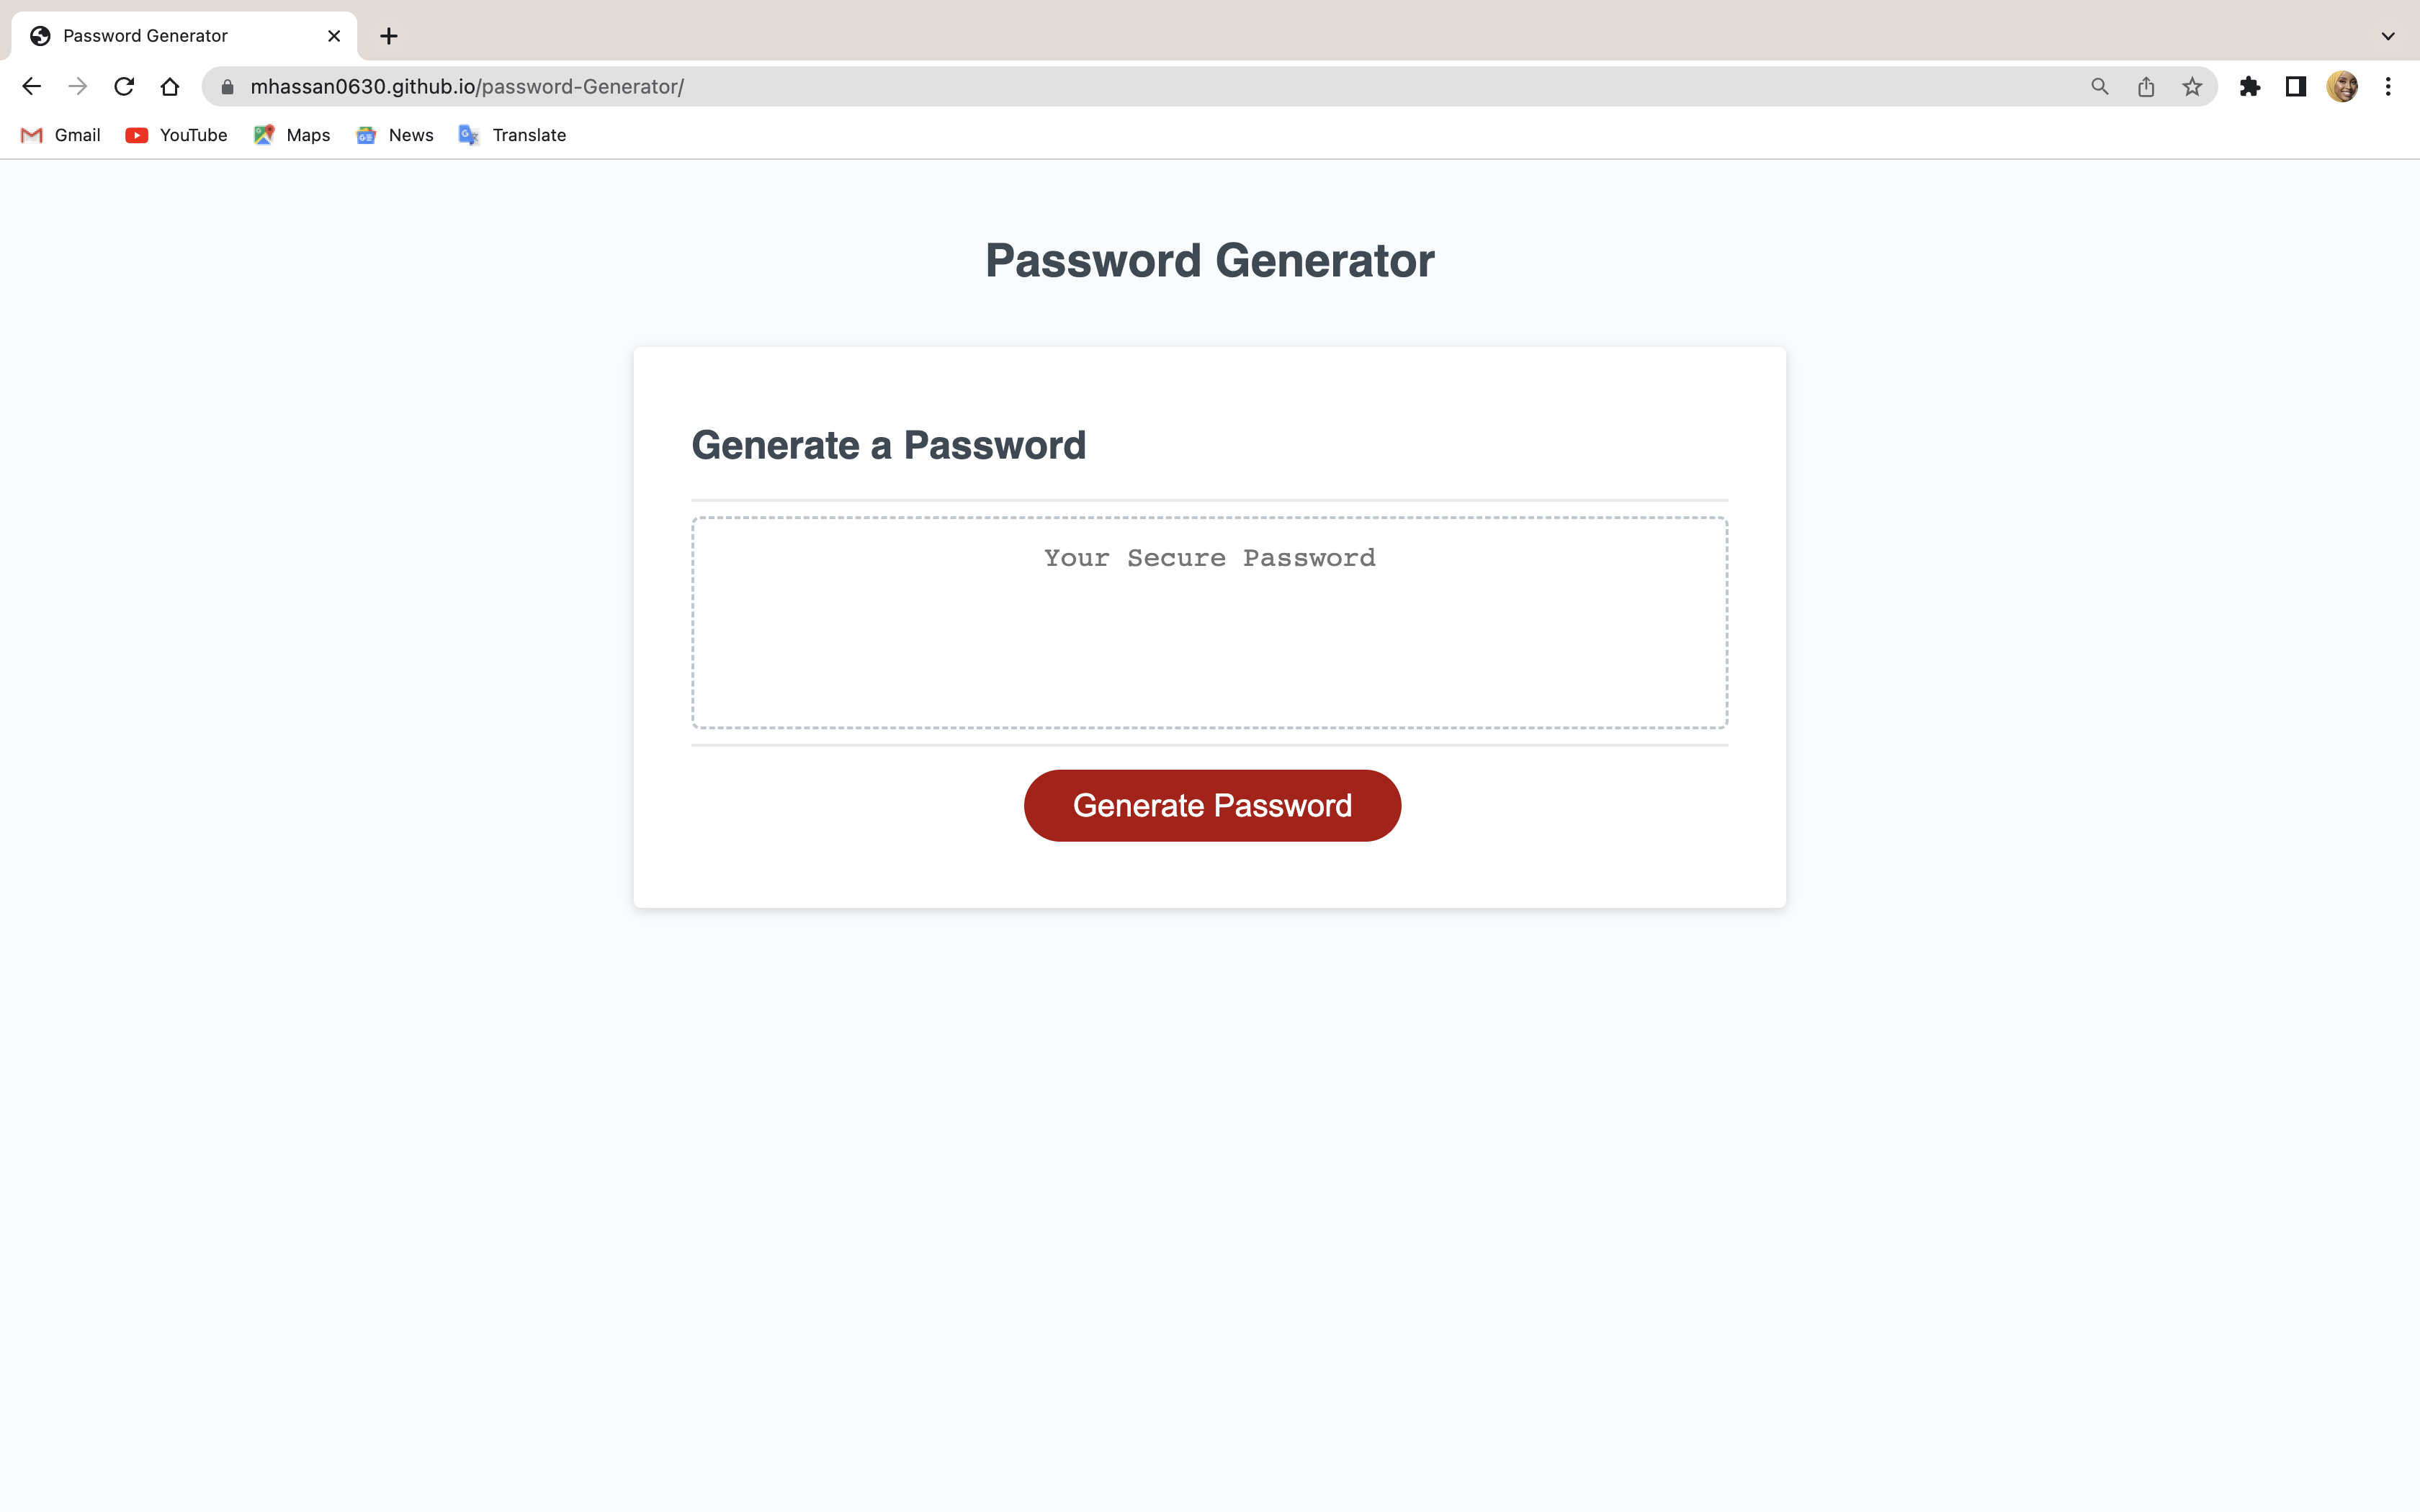 Password Generator
mhassan0630.github.io/password-Generator/
Gmail YouTube Maps News Translate
Password Generator
Generate a Password
Your Secure Password
Generate Password